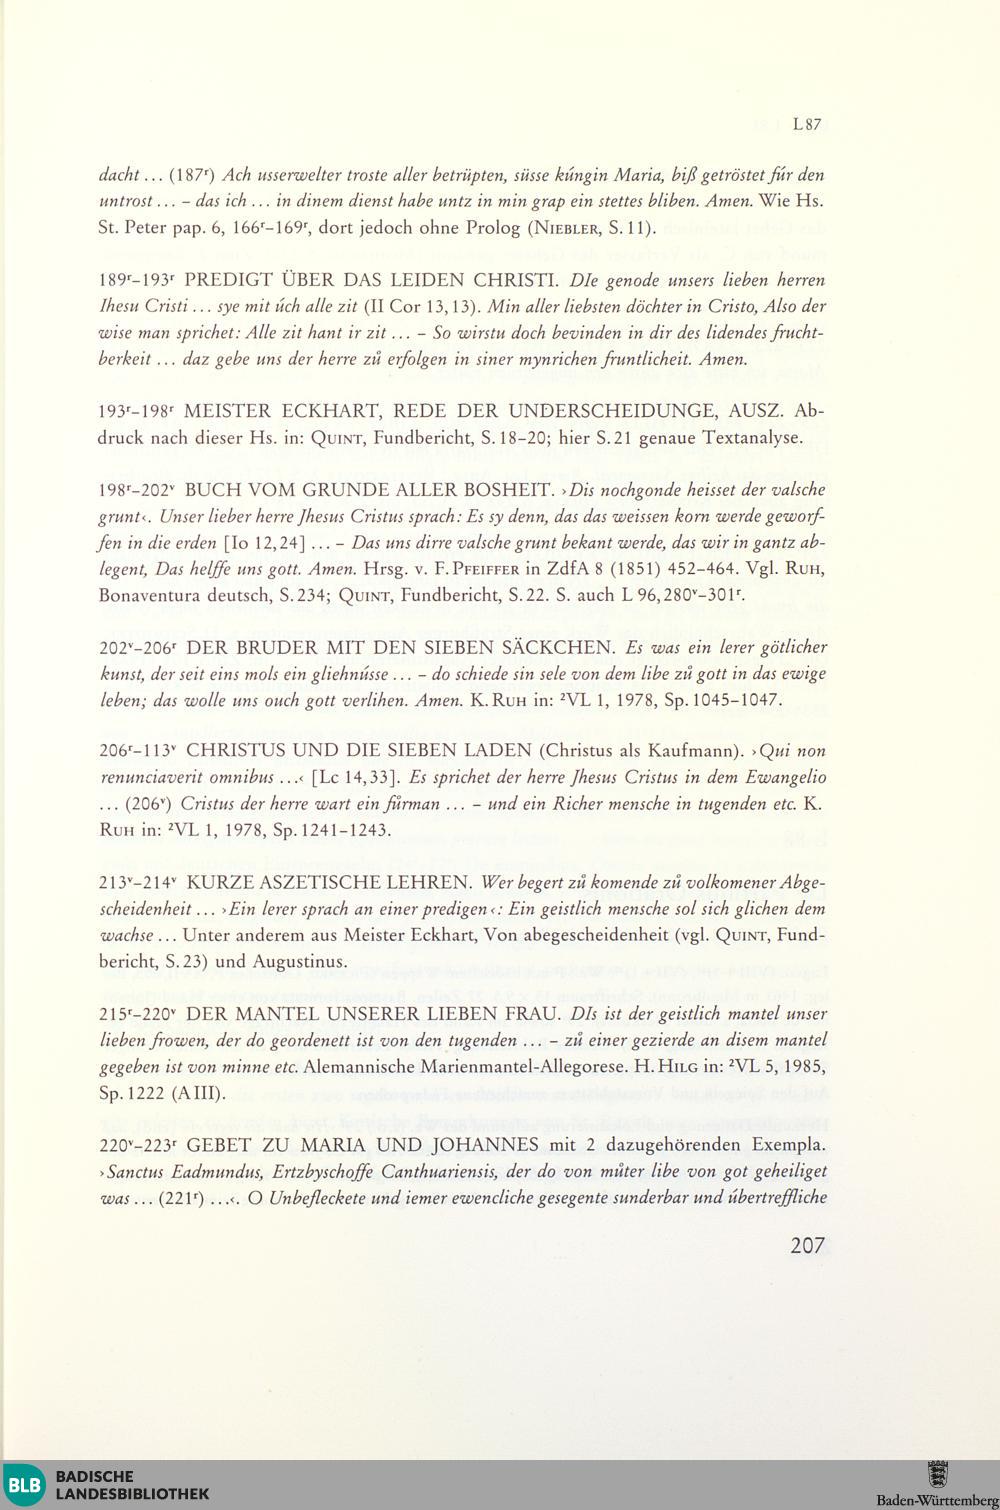 L 87
dacht ... (187ʳ) Ach usserwelter troste aller betrüpten, süsse kúngin Maria, biß getröstet fúr den
untrost ... – das ich ... in dinem dienst habe untz in min grap ein stettes bliben. Amen. Wie Hs.
St. Peter pap. 6, 166ʳ–169ʳ, dort jedoch ohne Prolog (NIEBLER, S. 11).
189ʳ–193ʳ PREDIGT ÜBER DAS LEIDEN CHRISTI. DIe genode unsers lieben herren
Ihesu Cristi ... sye mit úch alle zit (II Cor 13,13). Min aller liebsten döchter in Cristo, Also der
wise man sprichet: Alle zit hant ir zit ... – So wirstu doch bevinden in dir des lidendes frucht-
berkeit ... daz gebe uns der herre zů erfolgen in siner mynrichen fruntlicheit. Amen.
193ʳ–198ʳ MEISTER ECKHART, REDE DER UNDERSCHEIDUNGE, AUSZ. Ab-
druck nach dieser Hs. in: QUINT, Fundbericht, S. 18–20; hier S. 21 genaue Textanalyse.
198ʳ–202ᵛ BUCH VOM GRUNDE ALLER BOSHEIT. ›Dis nochgonde heisset der valsche
grunt‹. Unser lieber herre Jhesus Cristus sprach: Es sy denn, das das weissen korn werde geworf-
fen in die erden [Io 12,24] ... – Das uns dirre valsche grunt bekant werde, das wir in gantz ab-
legent, Das helffe uns gott. Amen. Hrsg. v. F. PFEIFFER in ZdfA 8 (1851) 452–464. Vgl. RUH,
Bonaventura deutsch, S. 234; QUINT, Fundbericht, S. 22. S. auch L 96,280ᵛ–301ʳ.
202ᵛ–206ʳ DER BRUDER MIT DEN SIEBEN SÄCKCHEN. Es was ein lerer götlicher
kunst, der seit eins mols ein gliehnússe ... – do schiede sin sele von dem libe zů gott in das ewige
leben; das wolle uns ouch gott verlihen. Amen. K. RUH in: ²VL 1, 1978, Sp. 1045–1047.
206ʳ–113ᵛ CHRISTUS UND DIE SIEBEN LADEN (Christus als Kaufmann). ›Qui non
renunciaverit omnibus ...‹ [Lc 14,33]. Es sprichet der herre Jhesus Cristus in dem Ewangelio
... (206ᵛ) Cristus der herre wart ein fůrman ... – und ein Richer mensche in tugenden etc. K.
RUH in: ²VL 1, 1978, Sp. 1241–1243.
213ᵛ–214ᵛ KURZE ASZETISCHE LEHREN. Wer begert zů komende zů volkomener Abge-
scheidenheit ... ›Ein lerer sprach an einer predigen‹: Ein geistlich mensche sol sich glichen dem
wachse ... Unter anderem aus Meister Eckhart, Von abegescheidenheit (vgl. QUINT, Fund-
bericht, S. 23) und Augustinus.
215ʳ–220ᵛ DER MANTEL UNSERER LIEBEN FRAU. DIs ist der geistlich mantel unser
lieben frowen, der do geordenett ist von den tugenden ... – zů einer gezierde an disem mantel
gegeben ist von minne etc. Alemannische Marienmantel-Allegorese. H. HILG in: ²VL 5, 1985,
Sp. 1222 (A III).
220ᵛ–223ʳ GEBET ZU MARIA UND JOHANNES mit 2 dazugehörenden Exempla.
›Sanctus Eadmundus, Ertzbyschoffe Canthuariensis, der do von můter libe von got geheiliget
was ... (221ʳ) ...‹. O Unbefleckete und iemer ewencliche gesegente sunderbar und úbertreffliche
207
BLB BADISCHE
LANDESBIBLIOTHEK
Baden-Württemberg